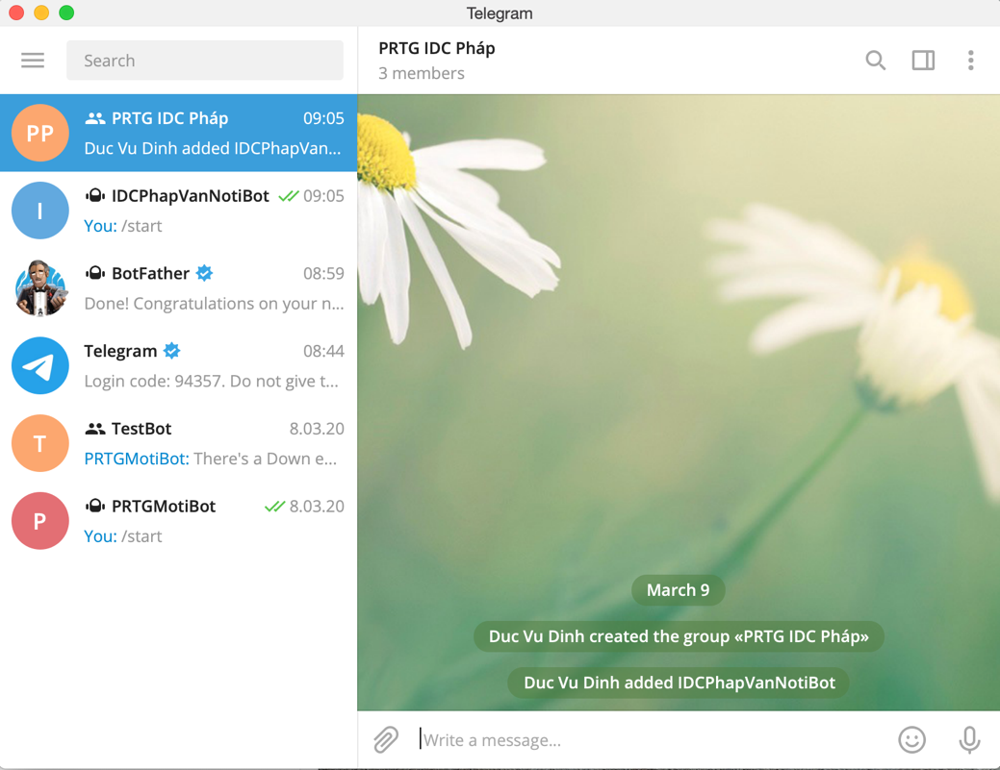 Telegram
Search
PRTG IDC Pháp
3 members
PP
PRTG IDC Pháp 09:05
Duc Vu Dinh added IDCPhapVan...
I
IDCPhapVanNotiBot 09:05
You: /start
BotFather 08:59
Done! Congratulations on your n...
Telegram 08:44
Login code: 94357. Do not give t...
T
TestBot 8.03.20
PRTGMotiBot: There's a Down e...
P
PRTGMotiBot 8.03.20
You: /start
March 9
Duc Vu Dinh created the group «PRTG IDC Pháp»
Duc Vu Dinh added IDCPhapVanNotiBot
Write a message...